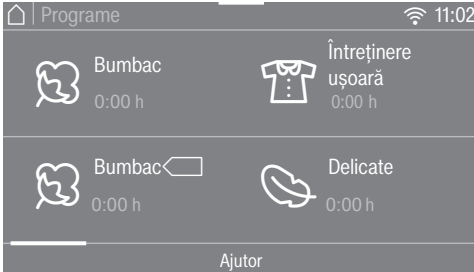 Programe 11:02
Bumbac
0:00 h
Întreținere
ușoară
0:00 h
Bumbac
0:00 h
Delicate
0:00 h
Ajutor